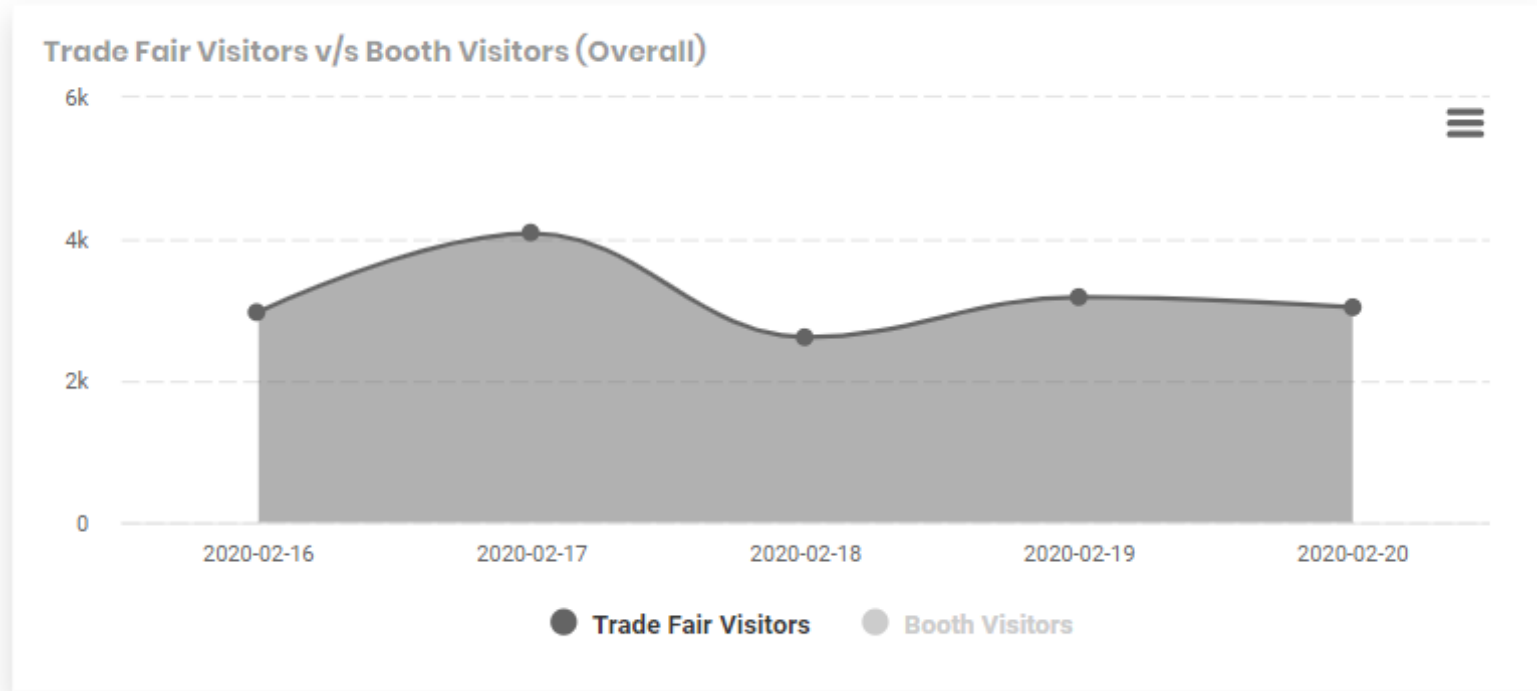 Trade Fair Visitors v/s Booth Visitors (Overall)
6k
4k
2k
0
2020-02-16 2020-02-17 2020-02-18 2020-02-19 2020-02-20
Trade Fair Visitors Booth Visitors